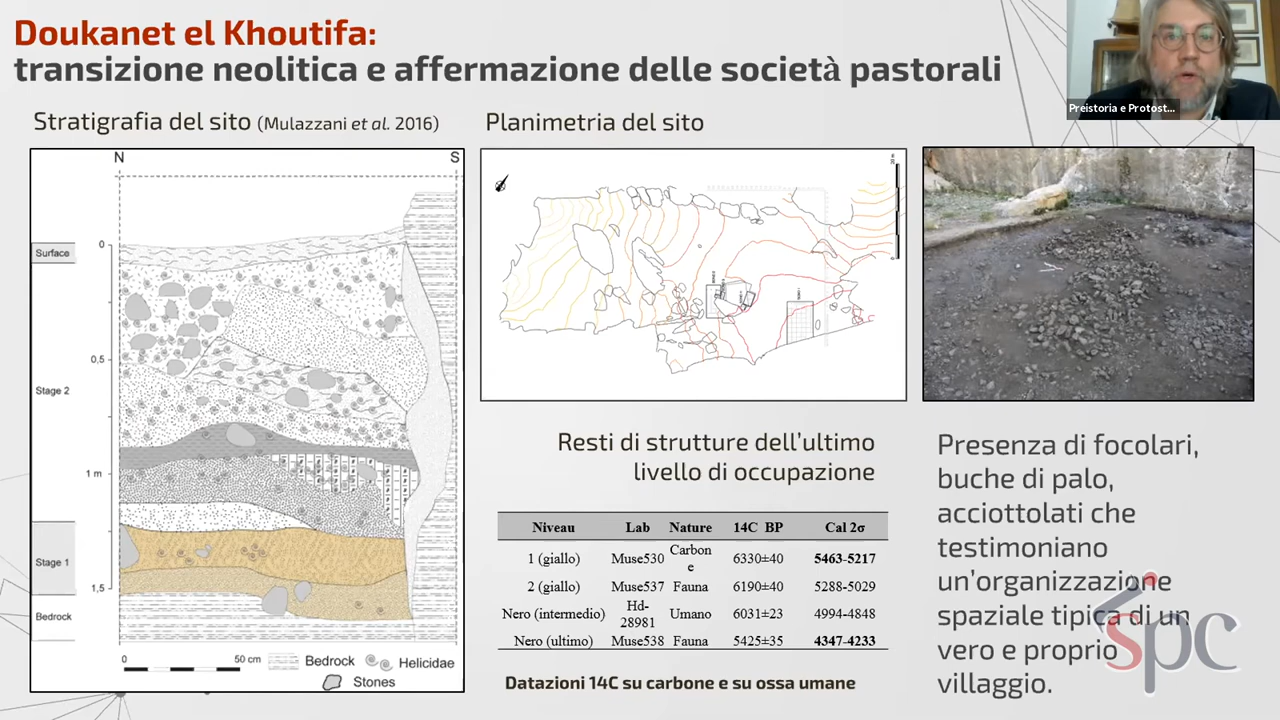 Doukanet el Khoutifa:
transizione neolitica e affermazione delle società pastorali
Preistoria e Protost...
Stratigrafia del sito (Mulazzani et al. 2016)
N
S
0
Surface
0,5
Stage 2
1 m
Stage 1
1,5
Bedrock
0
50 cm
Bedrock
Helicidae
Stones
Planimetria del sito
0
20 m
Resti di strutture dell'ultimo
livello di occupazione
Niveau Lab Nature 14C BP Cal 2σ
1 (giallo) Muse530 Carbon
e 6330±40 5463-5217
2 (giallo) Muse537 Fauna 6190±40 5288-5029
Nero (intermedio) Hd-
28981 Umano 6031±23 4994-4848
Nero (ultimo) Muse538 Fauna 5425±35 4347-4233
Datazioni 14C su carbone e su ossa umane
Presenza di focolari,
buche di palo,
acciottolati che
testimoniano
un'organizzazione
spaziale tipica di un
vero e proprio
villaggio.
spc